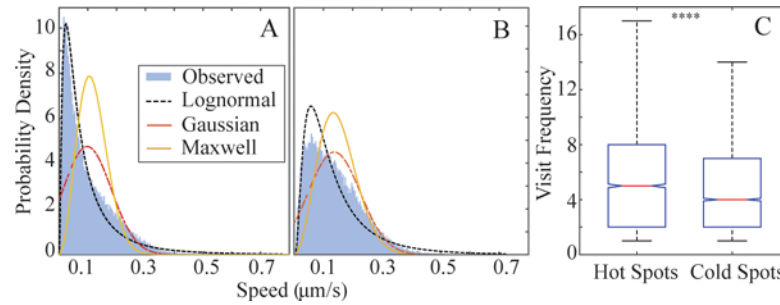 A
B
C
Probability Density
10
8
6
4
2
0
Observed
Lognormal
Gaussian
Maxwell
0.1 0.3 0.5 0.7
0.1 0.3 0.5 0.7
Speed (μm/s)
Visit Frequency
16
12
8
4
0
****
Hot Spots Cold Spots